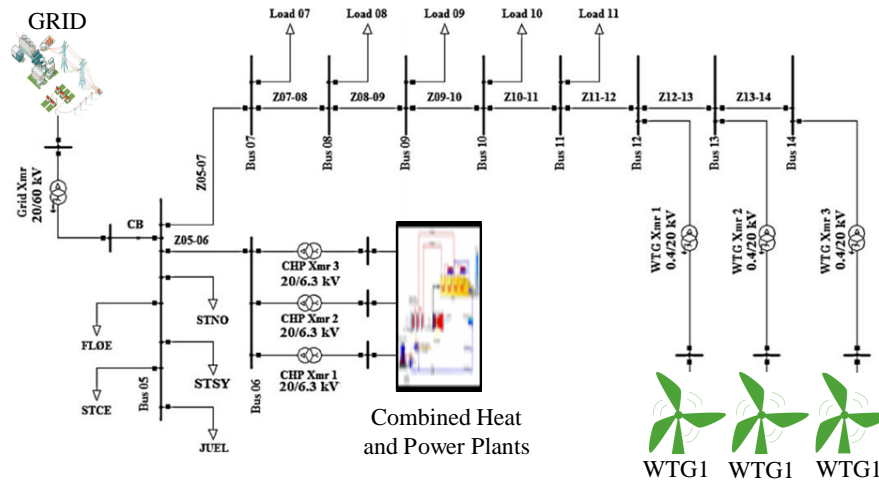 GRID
Load 07
Load 08
Load 09
Load 10
Load 11
Z07-08
Z08-09
Z09-10
Z10-11
Z11-12
Z12-13
Z13-14
Bus 07
Bus 08
Bus 09
Bus 10
Bus 11
Bus 12
Bus 13
Bus 14
Z05-07
Grid Xmr
20/60 kV
CB
Z05-06
CHP Xmr 3
20/6.3 kV
CHP Xmr 2
20/6.3 kV
CHP Xmr 1
20/6.3 kV
WTG Xmr 1
0.4/20 kV
WTG Xmr 2
0.4/20 kV
WTG Xmr 3
0.4/20 kV
STNO
FLØE
STSY
STCE
JUEL
Bus 05
Bus 06
Combined Heat
and Power Plants
WTG1
WTG1
WTG1